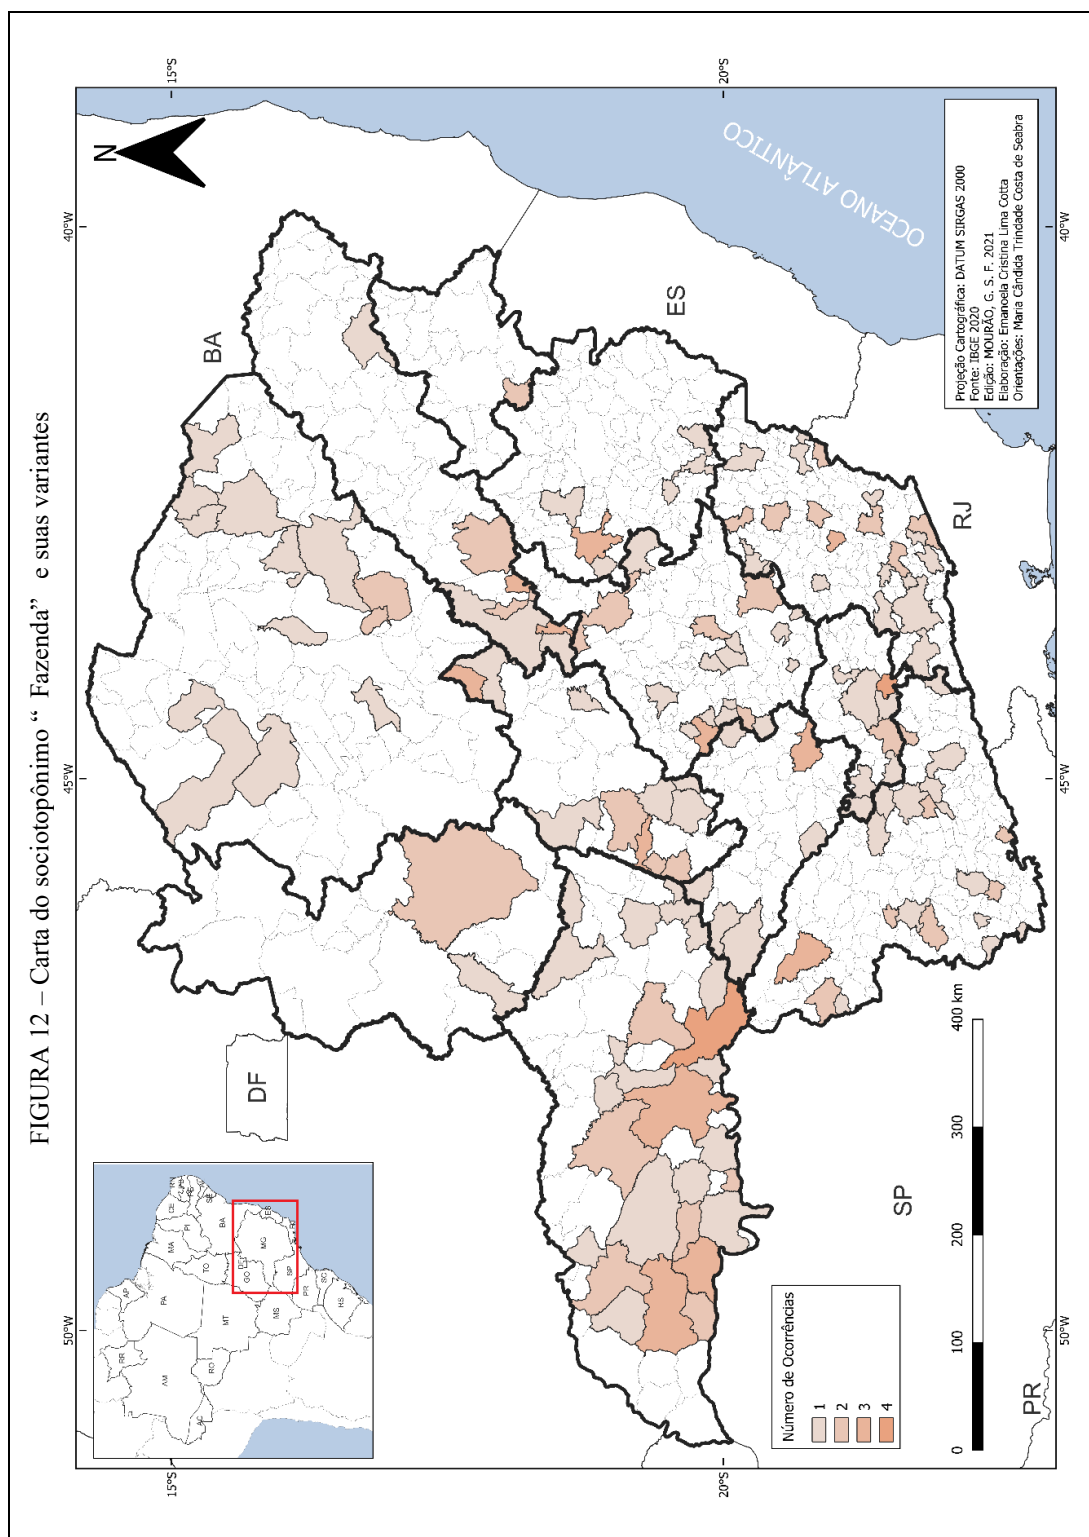 FIGURA 12 – Carta do sociotopônimo “ Fazenda” e suas variantes
50°W
45°W
40°W
15°S
15°S
20°S
20°S
50°W
45°W
40°W
N
BA
DF
ES
RJ
SP
PR
OCEANO ATLÂNTICO
RR
AP
AM
PA
MA
CE
PI
TO
BA
AC
RO
MT
GO
DF
MG
ES
MS
SP
PR
SC
RS
Número de Ocorrências
1
2
3
4
0 100 200 300 400 km
Projeção Cartográfica: DATUM SIRGAS 2000
Fonte: IBGE 2020
Edição: MOURÃO, G. S. F. 2021
Elaboração: Emanoela Cristina Lima Cotta
Orientações: Maria Cândida Trindade Costa de Seabra